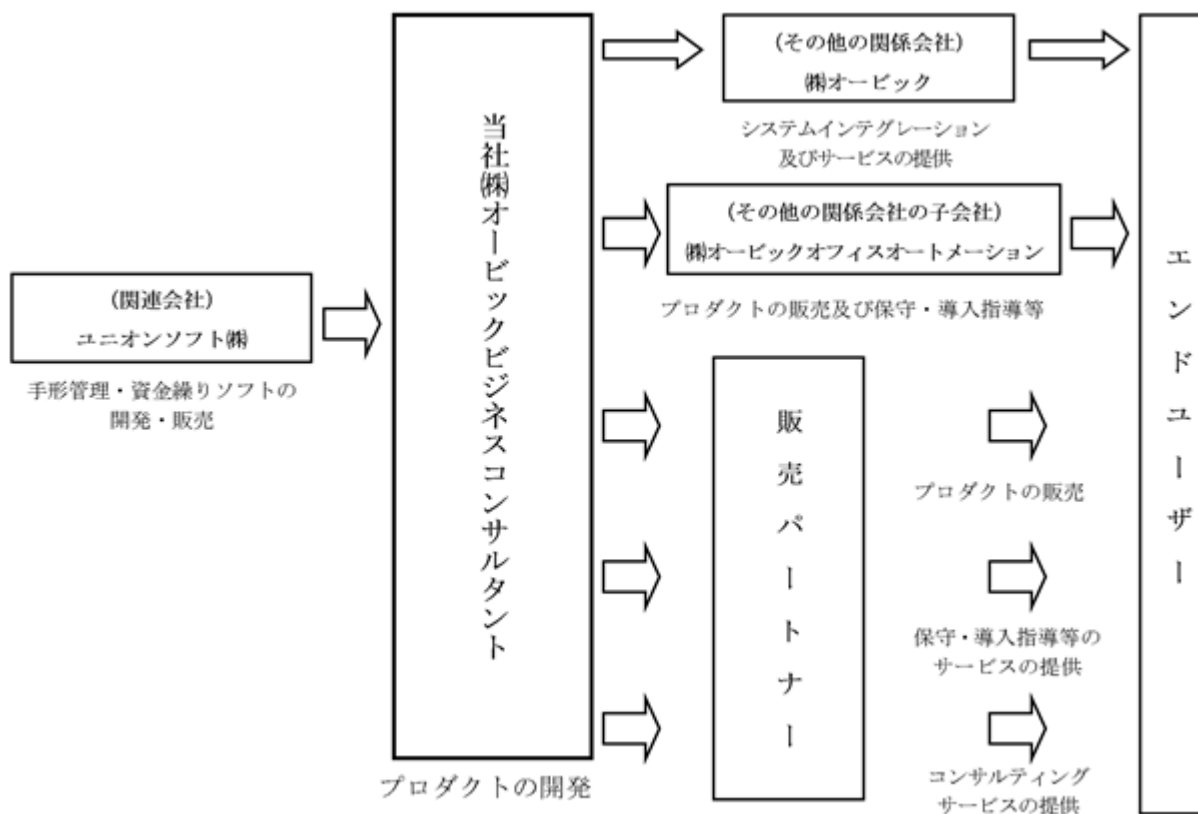 (関連会社)
ユニオンソフト㈱
手形管理・資金繰りソフトの
開発・販売
当社㈱オービックビジネスコンサルタント
プロダクトの開発
(その他の関係会社)
㈱オービック
システムインテグレーション
及びサービスの提供
(その他の関係会社の子会社)
㈱オービックオフィスオートメーション
プロダクトの販売及び保守・導入指導等
販売パートナー
プロダクトの販売
保守・導入指導等の
サービスの提供
コンサルティング
サービスの提供
エンドユーザー